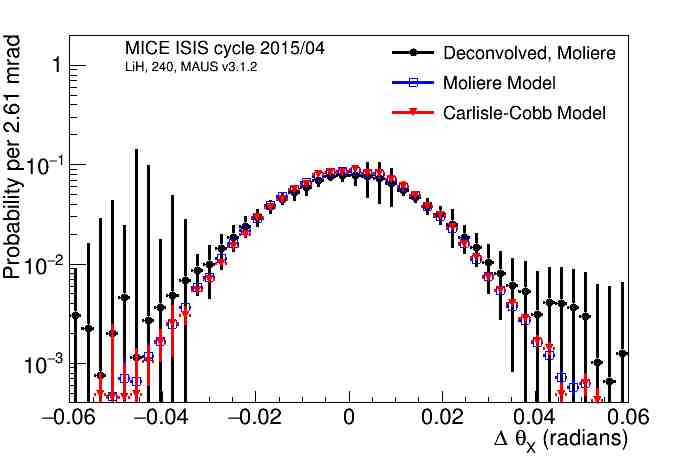 MICE ISIS cycle 2015/04
LiH, 240, MAUS v3.1.2
Deconvolved, Moliere
Moliere Model
Carlisle-Cobb Model
Probability per 2.61 mrad
1
10⁻¹
10⁻²
10⁻³
−0.06 −0.04 −0.02 0 0.02 0.04 0.06
Δ θX (radians)